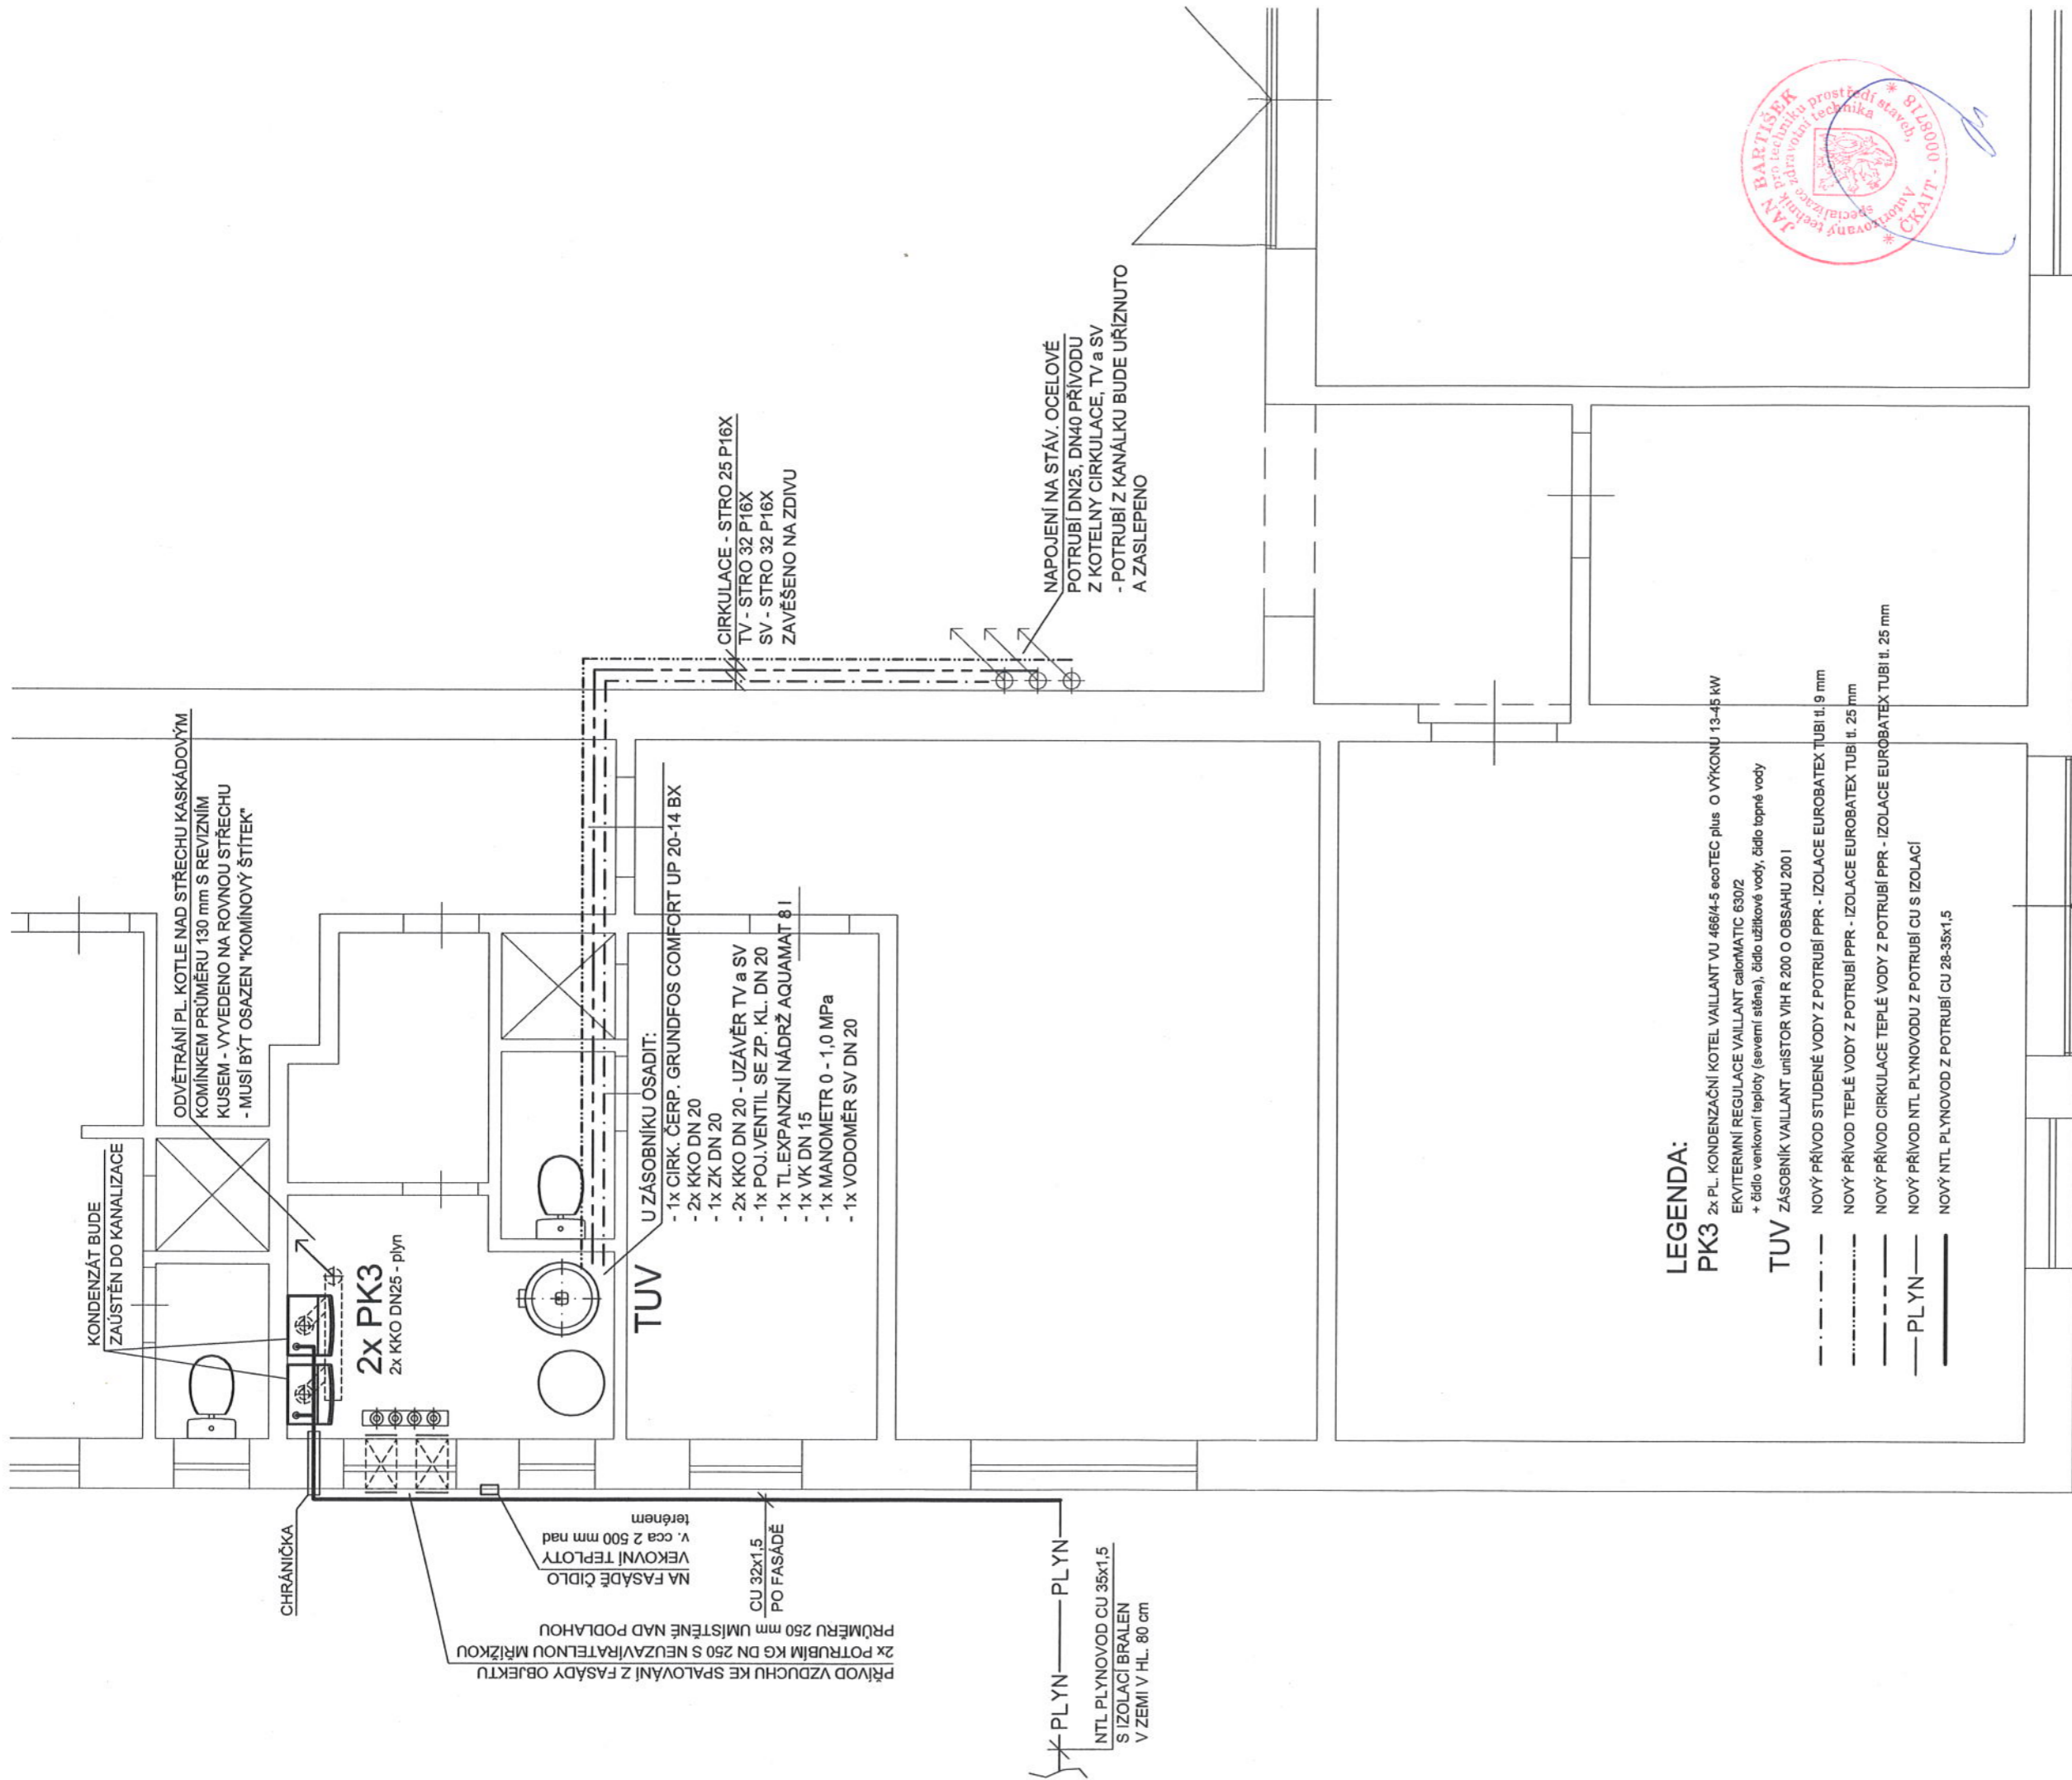 KONDENZÁT BUDE
ZAÚSTĚN DO KANALIZACE
ODVĚTRÁNÍ PL. KOTLE NAD STŘECHU KASKÁDOVÝM
KOMÍNKEM PRŮMĚRU 130 mm S REVIZNÍM
KUSEM - VYVEDENO NA ROVNOU STŘECHU
- MUSÍ BÝT OSAZEN "KOMÍNOVÝ ŠTÍTEK"
CHRÁNIČKA
2x PK3
2x KKO DN25 - plyn
TUV
U ZÁSOBNÍKU OSADIT:
- 1x CIRK. ČERP. GRUNDFOS COMFORT UP 20-14 BX
- 2x KKO DN 20
- 1x ZK DN 20
- 2x KKO DN 20 - UZÁVĚR TV a SV
- 1x POJ.VENTIL SE ZP. KL. DN 20
- 1x TL.EXPANZNÍ NÁDRŽ AQUAMAT 8 l
- 1x VK DN 15
- 1x MANOMETR 0 - 1,0 MPa
- 1x VODOMĚR SV DN 20
CIRKULACE - STRO 25 P16X
TV - STRO 32 P16X
SV - STRO 32 P16X
ZAVĚŠENO NA ZDIVU
NAPOJENÍ NA STÁV. OCELOVÉ
POTRUBÍ DN25, DN40 PŘÍVODU
Z KOTELNY CIRKULACE, TV a SV
- POTRUBÍ Z KANÁLKU BUDE UŘÍZNUTO
A ZASLEPENO
NA FASÁDĚ ČIDLO
VEKOVNÍ TEPLOTY
v. cca 2 500 mm nad
terénem
CU 32x1,5
PO FASÁDĚ
PŘÍVOD VZDUCHU KE SPALOVÁNÍ Z FASÁDY OBJEKTU
2x POTRUBÍM KG DN 250 S NEUZAVÍRATELNOU MŘÍŽKOU
PRŮMĚRU 250 mm UMÍSTĚNÉ NAD PODLAHOU
PLYN PLYN
NTL PLYNOVOD CU 35x1,5
S IZOLACÍ BRALEN
V ZEMI V HL. 80 cm
LEGENDA:
PK3 2x PL. KONDENZAČNÍ KOTEL VAILLANT VU 466/4-5 ecoTEC plus O VÝKONU 13-45 kW
EKVITERMNÍ REGULACE VAILLANT calorMATIC 630/2
+ čidlo venkovní teploty (severní stěna), čidlo užitkové vody, čidlo topné vody
TUV ZÁSOBNÍK VAILLANT uniSTOR VIH R 200 O OBSAHU 200 l
NOVÝ PŘÍVOD STUDENÉ VODY Z POTRUBÍ PPR - IZOLACE EUROBATEX TUBI tl. 9 mm
NOVÝ PŘÍVOD TEPLÉ VODY Z POTRUBÍ PPR - IZOLACE EUROBATEX TUBI tl. 25 mm
NOVÝ PŘÍVOD CIRKULACE TEPLÉ VODY Z POTRUBÍ PPR - IZOLACE EUROBATEX TUBI tl. 25 mm
PLYN NOVÝ PŘÍVOD NTL PLYNOVODU Z POTRUBÍ CU S IZOLACÍ
NOVÝ NTL PLYNOVOD Z POTRUBÍ CU 28-35x1,5
JAN BARTIŠEK
Autorizovaný technik pro techniku prostředí staveb,
specializace zdravotní technika
* ČKAIT - 0008718 *